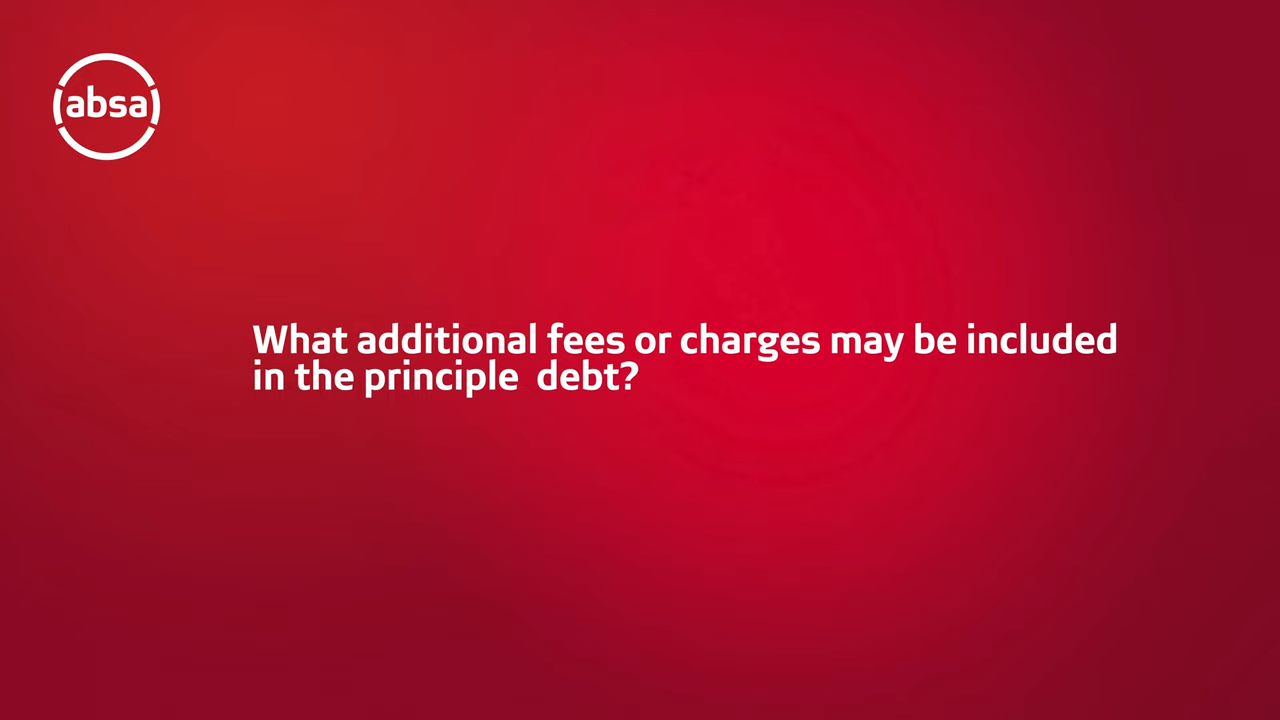 absa
What additional fees or charges may be included
in the principle  debt?